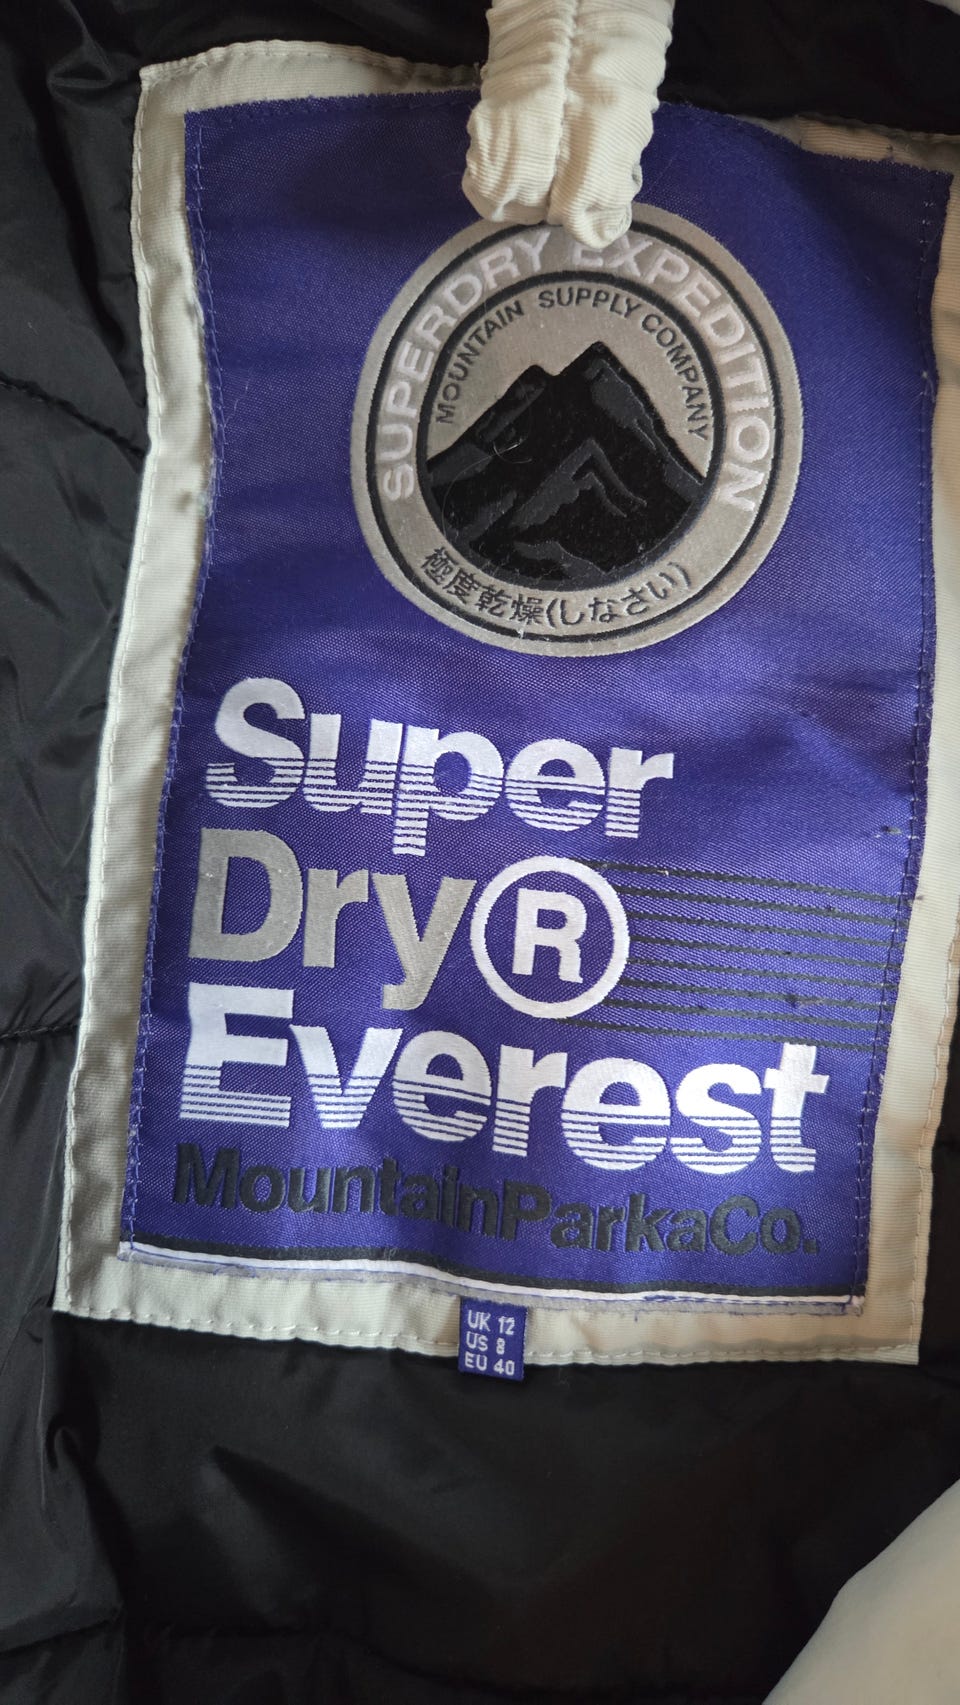 SUPERDRY EXPEDITION
MOUNTAIN SUPPLY COMPANY
極度乾燥(しなさい)
Super
Dry®
Everest
MountainParkaCo.
UK 12
US 8
EU 40